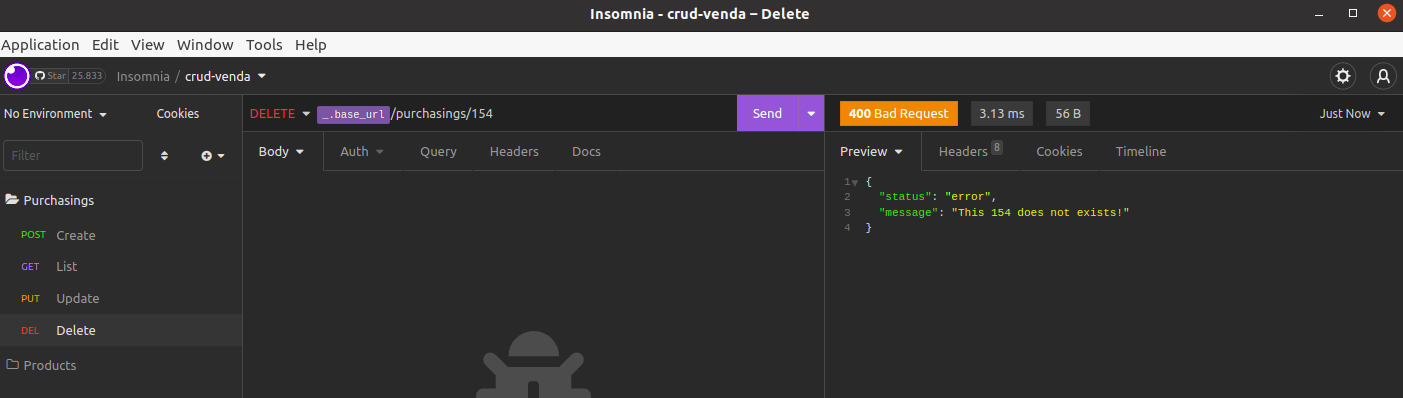 Insomnia - crud-venda – Delete
Application Edit View Window Tools Help
Star 25.833 Insomnia / crud-venda
No Environment Cookies DELETE _.base_url/purchasings/154 Send 400 Bad Request 3.13 ms 56 B Just Now
Filter Body Auth Query Headers Docs Preview Headers 8 Cookies Timeline
1 {
2 "status": "error",
3 "message": "This 154 does not exists!"
4 }
Purchasings
POST Create
GET List
PUT Update
DEL Delete
Products